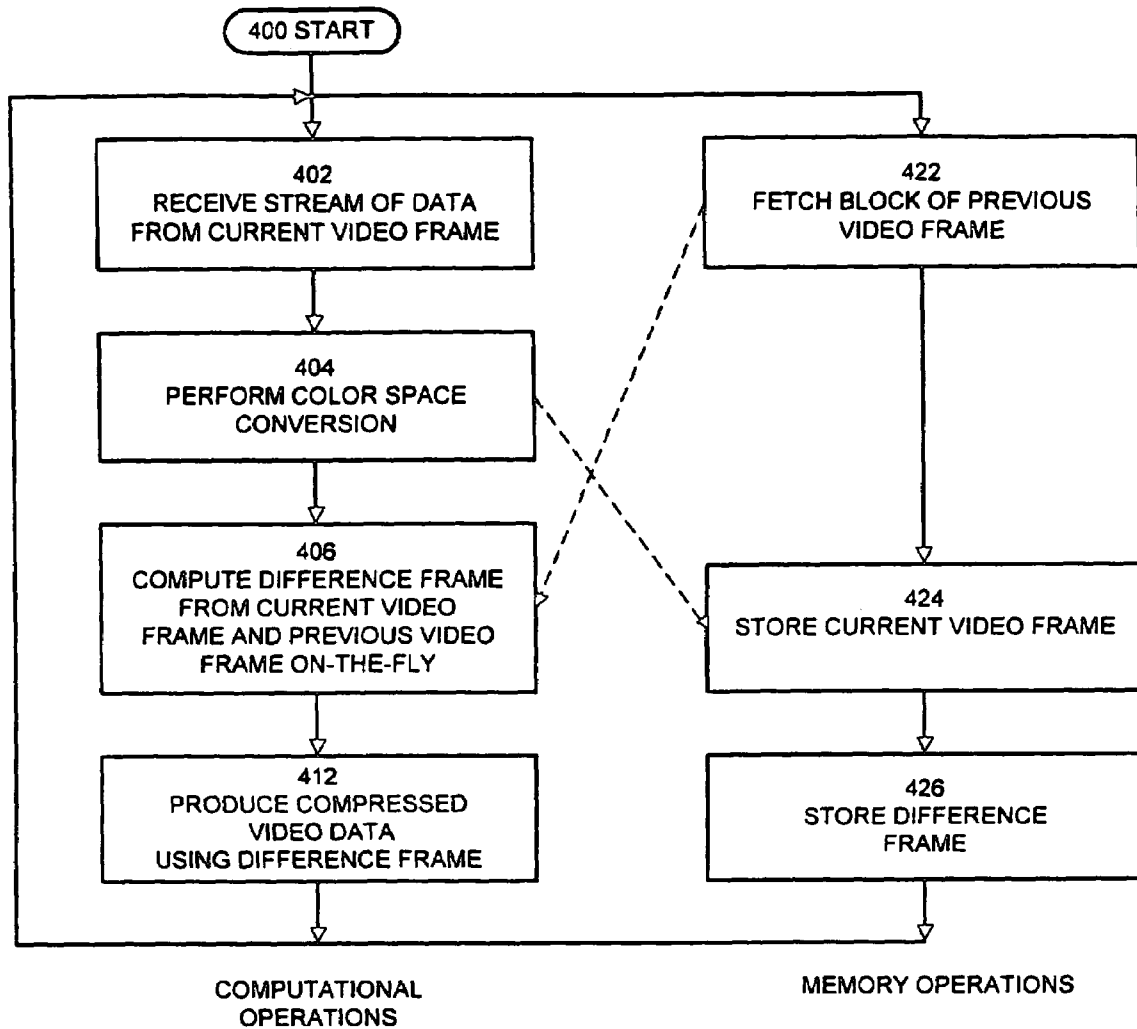 400 START
402
RECEIVE STREAM OF DATA
FROM CURRENT VIDEO FRAME
422
FETCH BLOCK OF PREVIOUS
VIDEO FRAME
404
PERFORM COLOR SPACE
CONVERSION
406
COMPUTE DIFFERENCE FRAME
FROM CURRENT VIDEO
FRAME AND PREVIOUS VIDEO
FRAME ON-THE-FLY
424
STORE CURRENT VIDEO FRAME
412
PRODUCE COMPRESSED
VIDEO DATA
USING DIFFERENCE FRAME
426
STORE DIFFERENCE
FRAME
COMPUTATIONAL
OPERATIONS
MEMORY OPERATIONS